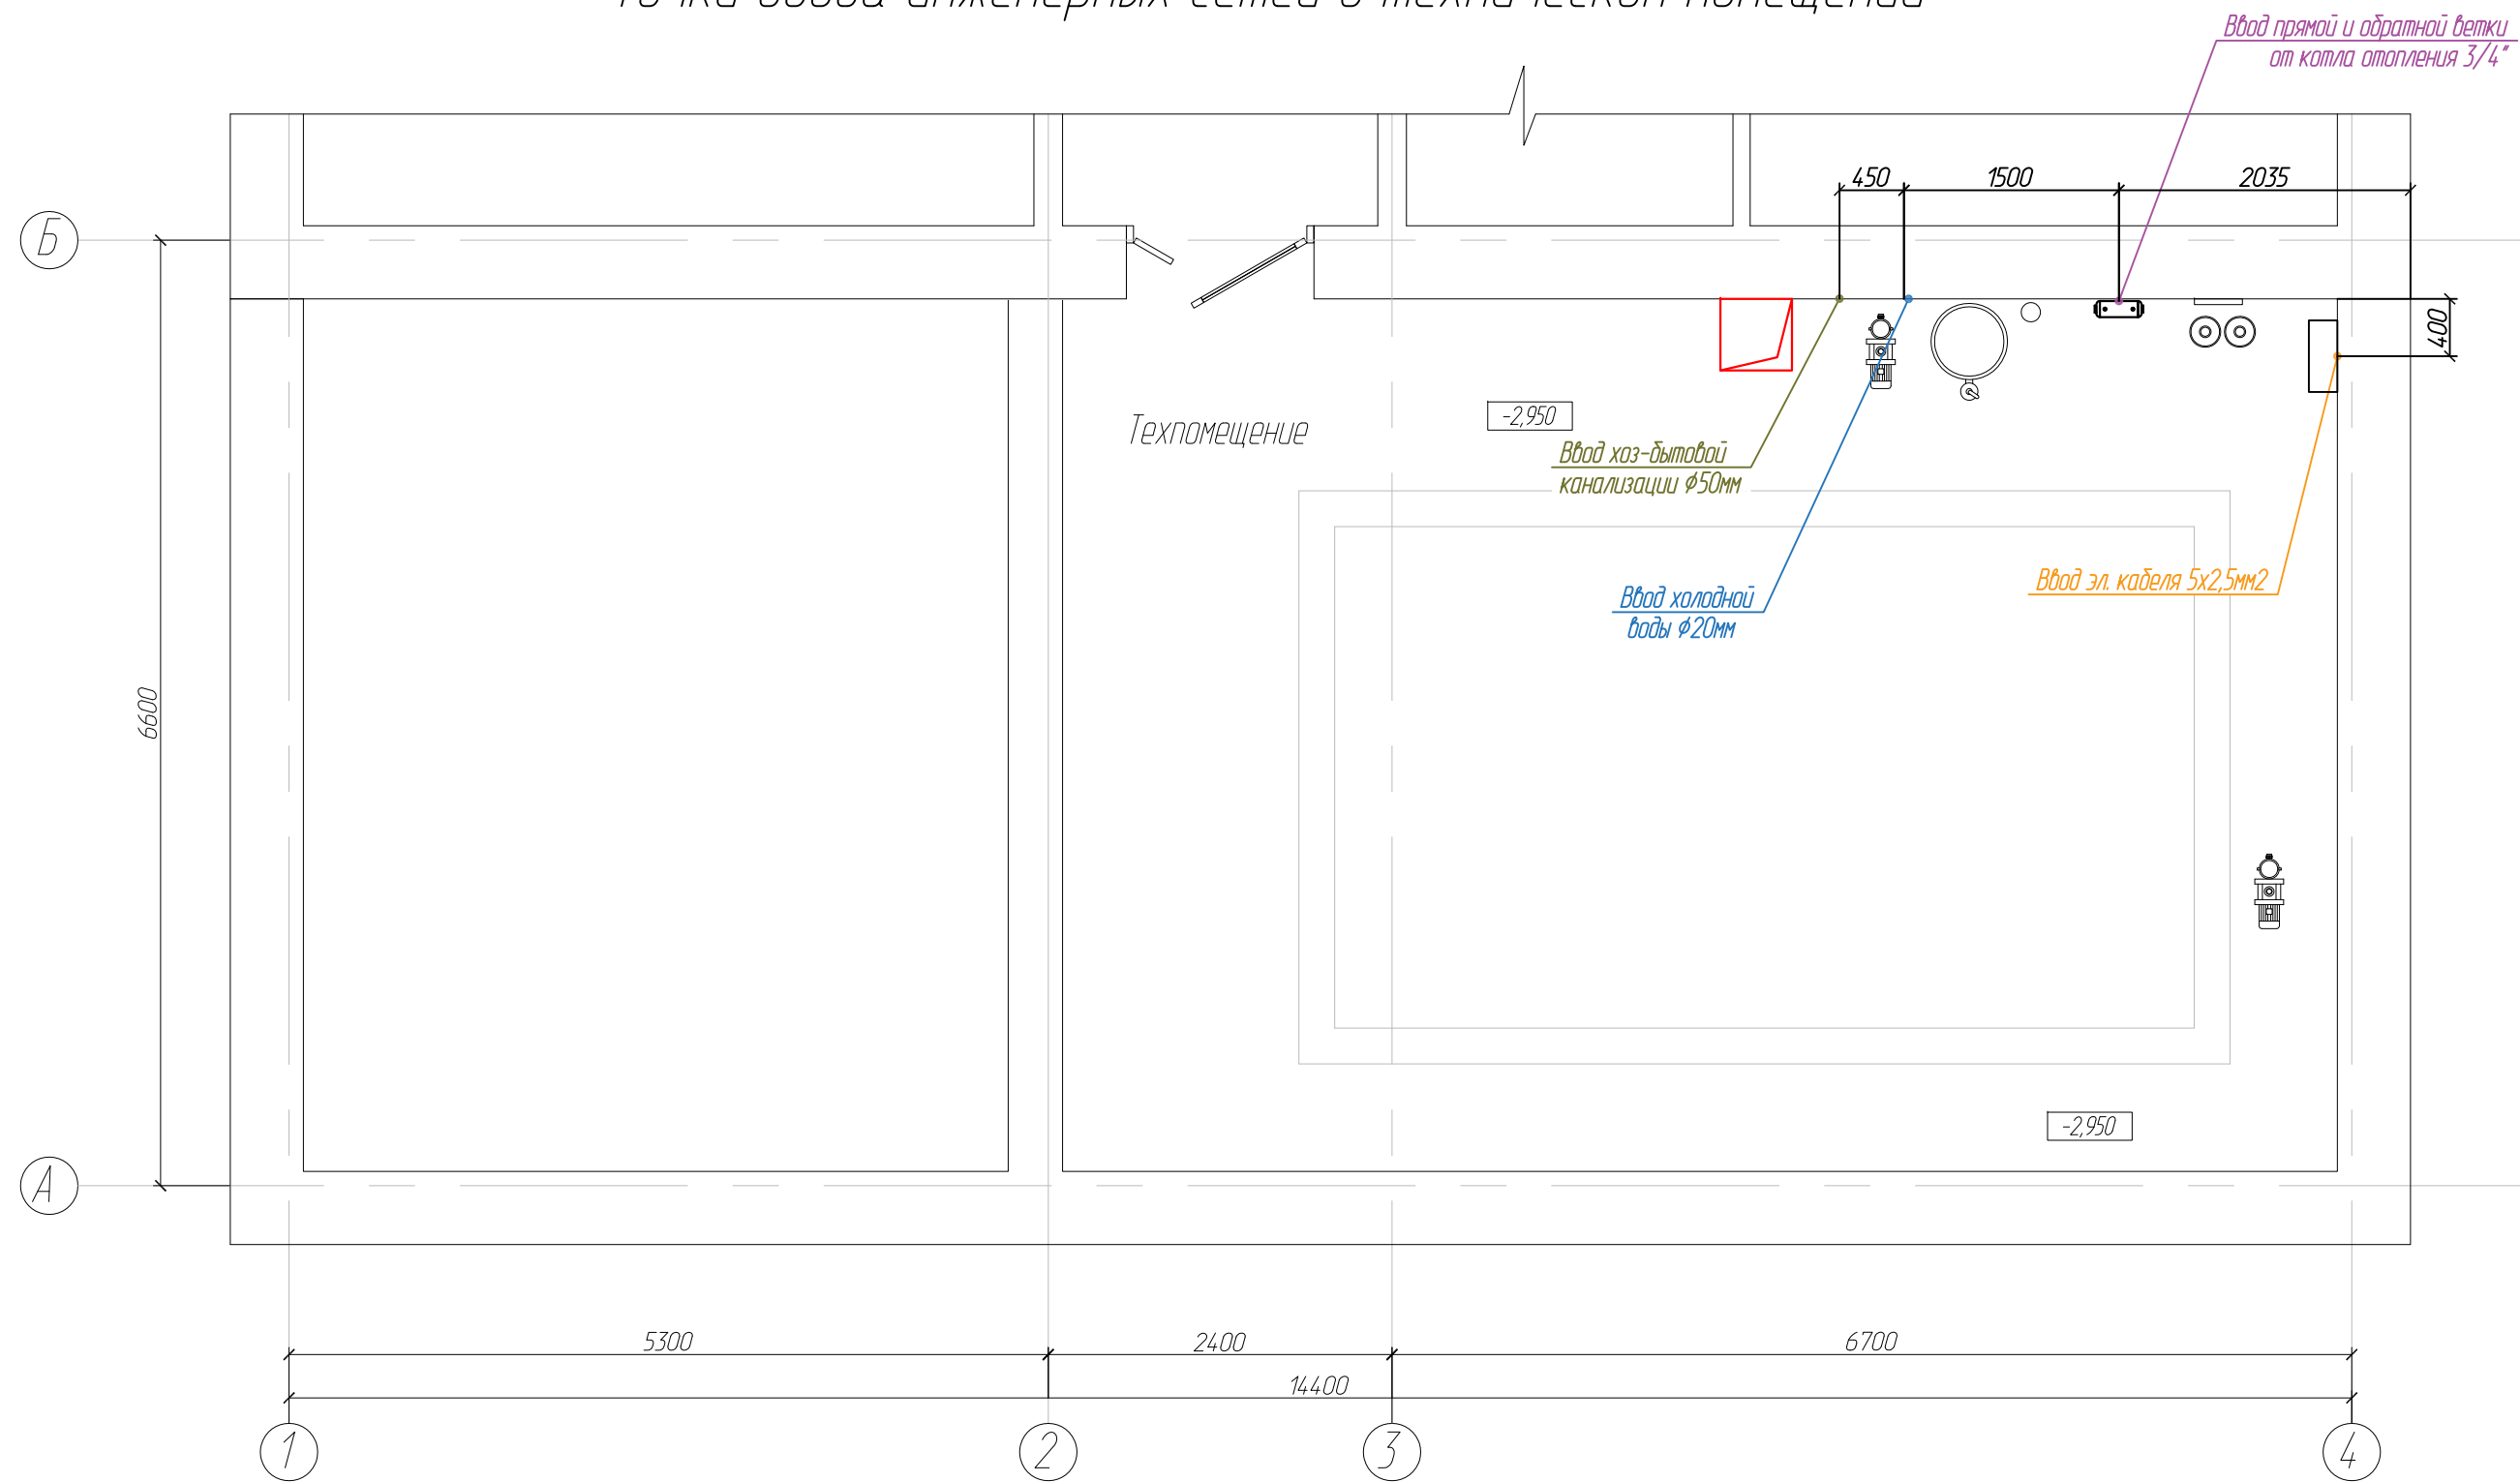 Ввод прямой и обратной ветки
от котла отопления 3/4"
450
1500
2035
Б
400
-2,950
Техпомещение
Ввод хоз-бытовой
канализации ϕ50мм
Ввод эл. кабеля 5х2,5мм2
Ввод холодной
воды ϕ20мм
6600
-2,950
А
5300
2400
6700
14400
1
2
3
4